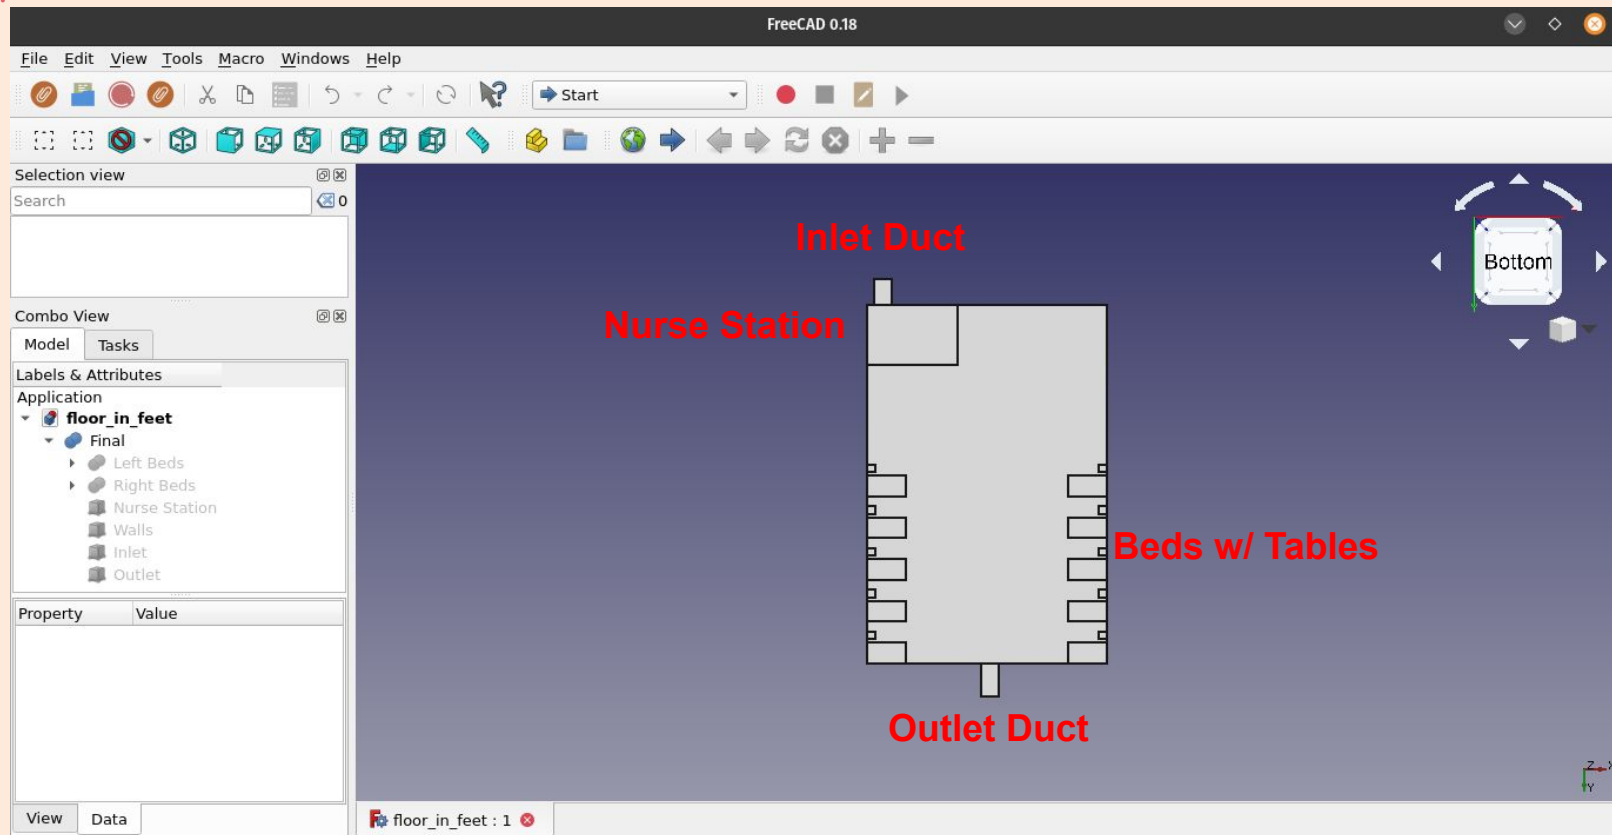 FreeCAD 0.18
File Edit View Tools Macro Windows Help
Start
Selection view
Search
0
Combo View
Model Tasks
Labels & Attributes
Application
floor_in_feet
Final
Left Beds
Right Beds
Nurse Station
Walls
Inlet
Outlet
Property Value
View Data
Inlet Duct
Nurse Station
Beds w/ Tables
Outlet Duct
Bottom
Z X
Y
floor_in_feet : 1